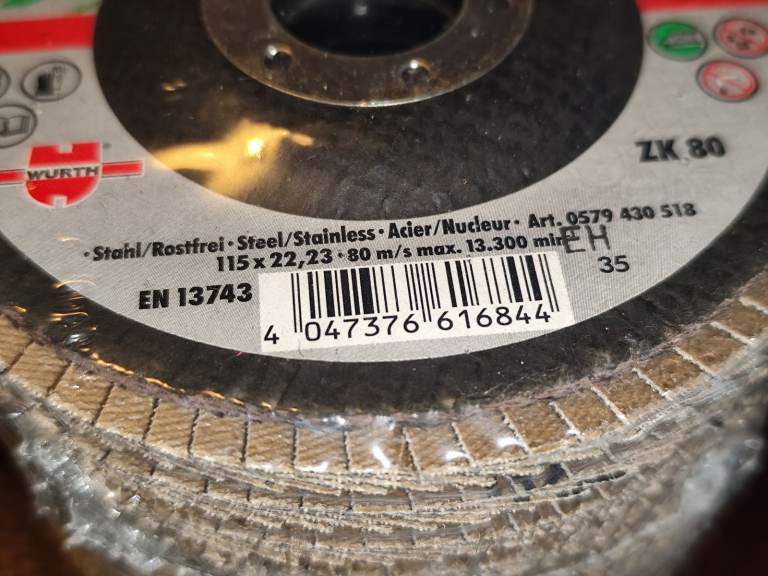 WURTH
ZK 80
·Stahl/Rostfrei·Steel/Stainless·Acier/Nucleur· Art. 0579 430 518
115 x 22,23·80 m/s max. 13.300 min
EH
35
EN 13743
4 047376 616844